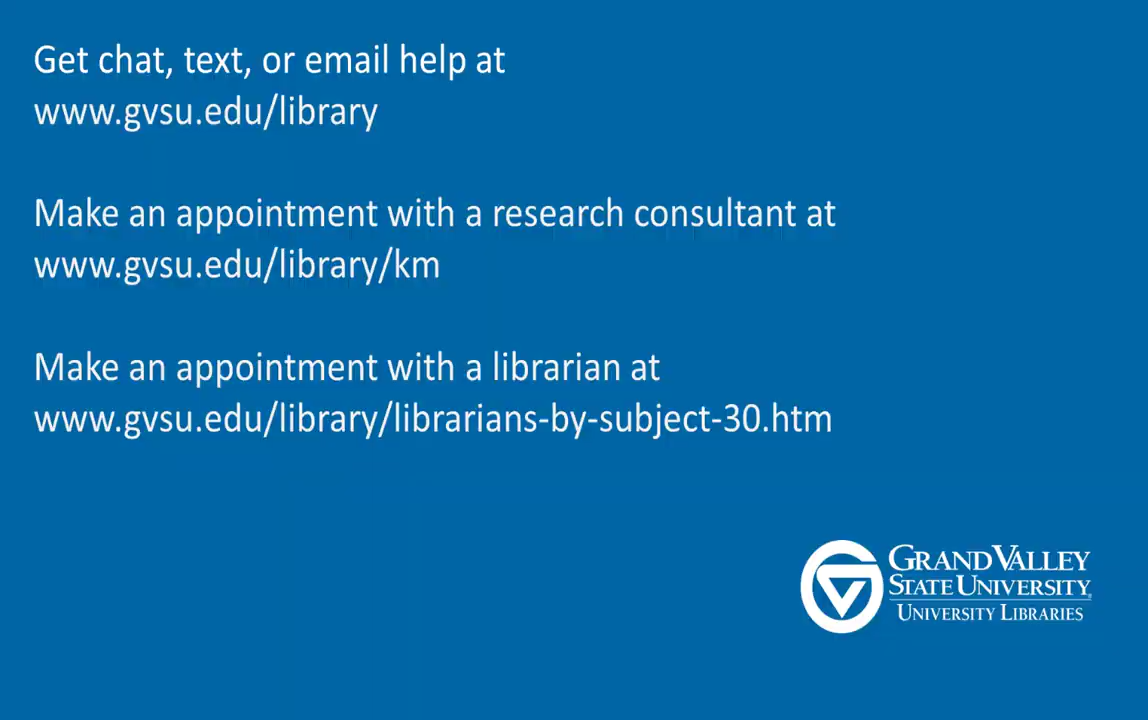 Get chat, text, or email help at
www.gvsu.edu/library
Make an appointment with a research consultant at
www.gvsu.edu/library/km
Make an appointment with a librarian at
www.gvsu.edu/library/librarians-by-subject-30.htm
GRAND VALLEY
STATE UNIVERSITY
UNIVERSITY LIBRARIES